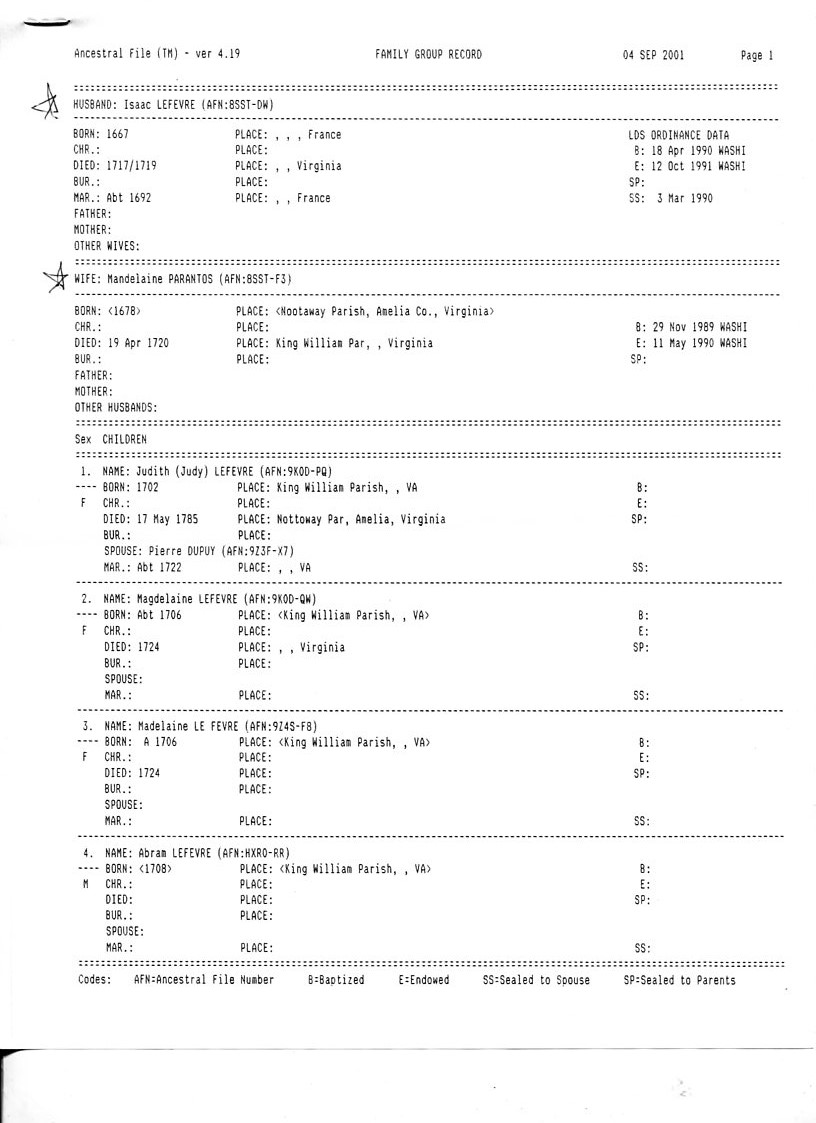 Ancestral File (TM) - ver 4.19 FAMILY GROUP RECORD 04 SEP 2001 Page 1
HUSBAND: Isaac LEFEVRE (AFN:8SST-DW)
BORN: 1667 PLACE: , , , France LDS ORDINANCE DATA
CHR.: PLACE: B: 18 Apr 1990 WASHI
DIED: 1717/1719 PLACE: , , Virginia E: 12 Oct 1991 WASHI
BUR.: PLACE: SP:
MAR.: Abt 1692 PLACE: , , France SS: 3 Mar 1990
FATHER:
MOTHER:
OTHER WIVES:
WIFE: Mandelaine PARANTOS (AFN:8SST-F3)
BORN: <1678> PLACE: <Nootaway Parish, Amelia Co., Virginia>
CHR.: PLACE: B: 29 Nov 1989 WASHI
DIED: 19 Apr 1720 PLACE: King William Par, , Virginia E: 11 May 1990 WASHI
BUR.: PLACE: SP:
FATHER:
MOTHER:
OTHER HUSBANDS:
Sex CHILDREN
1. NAME: Judith (Judy) LEFEVRE (AFN:9K0D-PQ)
---- BORN: 1702 PLACE: King William Parish, , VA B:
F CHR.: PLACE: E:
DIED: 17 May 1785 PLACE: Nottoway Par, Amelia, Virginia SP:
BUR.: PLACE:
SPOUSE: Pierre DUPUY (AFN:9Z3F-X7)
MAR.: Abt 1722 PLACE: , , VA SS:
2. NAME: Magdelaine LEFEVRE (AFN:9K0D-QW)
---- BORN: Abt 1706 PLACE: <King William Parish, , VA> B:
F CHR.: PLACE: E:
DIED: 1724 PLACE: , , Virginia SP:
BUR.: PLACE:
SPOUSE:
MAR.: PLACE: SS:
3. NAME: Madelaine LE FEVRE (AFN:9Z4S-F8)
---- BORN: A 1706 PLACE: <King William Parish, , VA> B:
F CHR.: PLACE: E:
DIED: 1724 PLACE: SP:
BUR.: PLACE:
SPOUSE:
MAR.: PLACE: SS:
4. NAME: Abram LEFEVRE (AFN:HXR0-RR)
---- BORN: <1708> PLACE: <King William Parish, , VA> B:
M CHR.: PLACE: E:
DIED: PLACE: SP:
BUR.: PLACE:
SPOUSE:
MAR.: PLACE: SS:
Codes: AFN=Ancestral File Number B=Baptized E=Endowed SS=Sealed to Spouse SP=Sealed to Parents